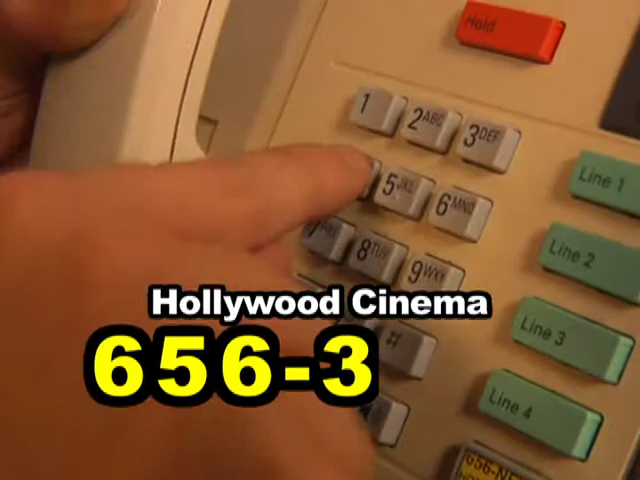 Hold
1 2ABC 3DEF
5JKL 6MNO
8TUV 9WXY
#
Line 1
Line 2
Line 3
Line 4
Hollywood Cinema
656-3